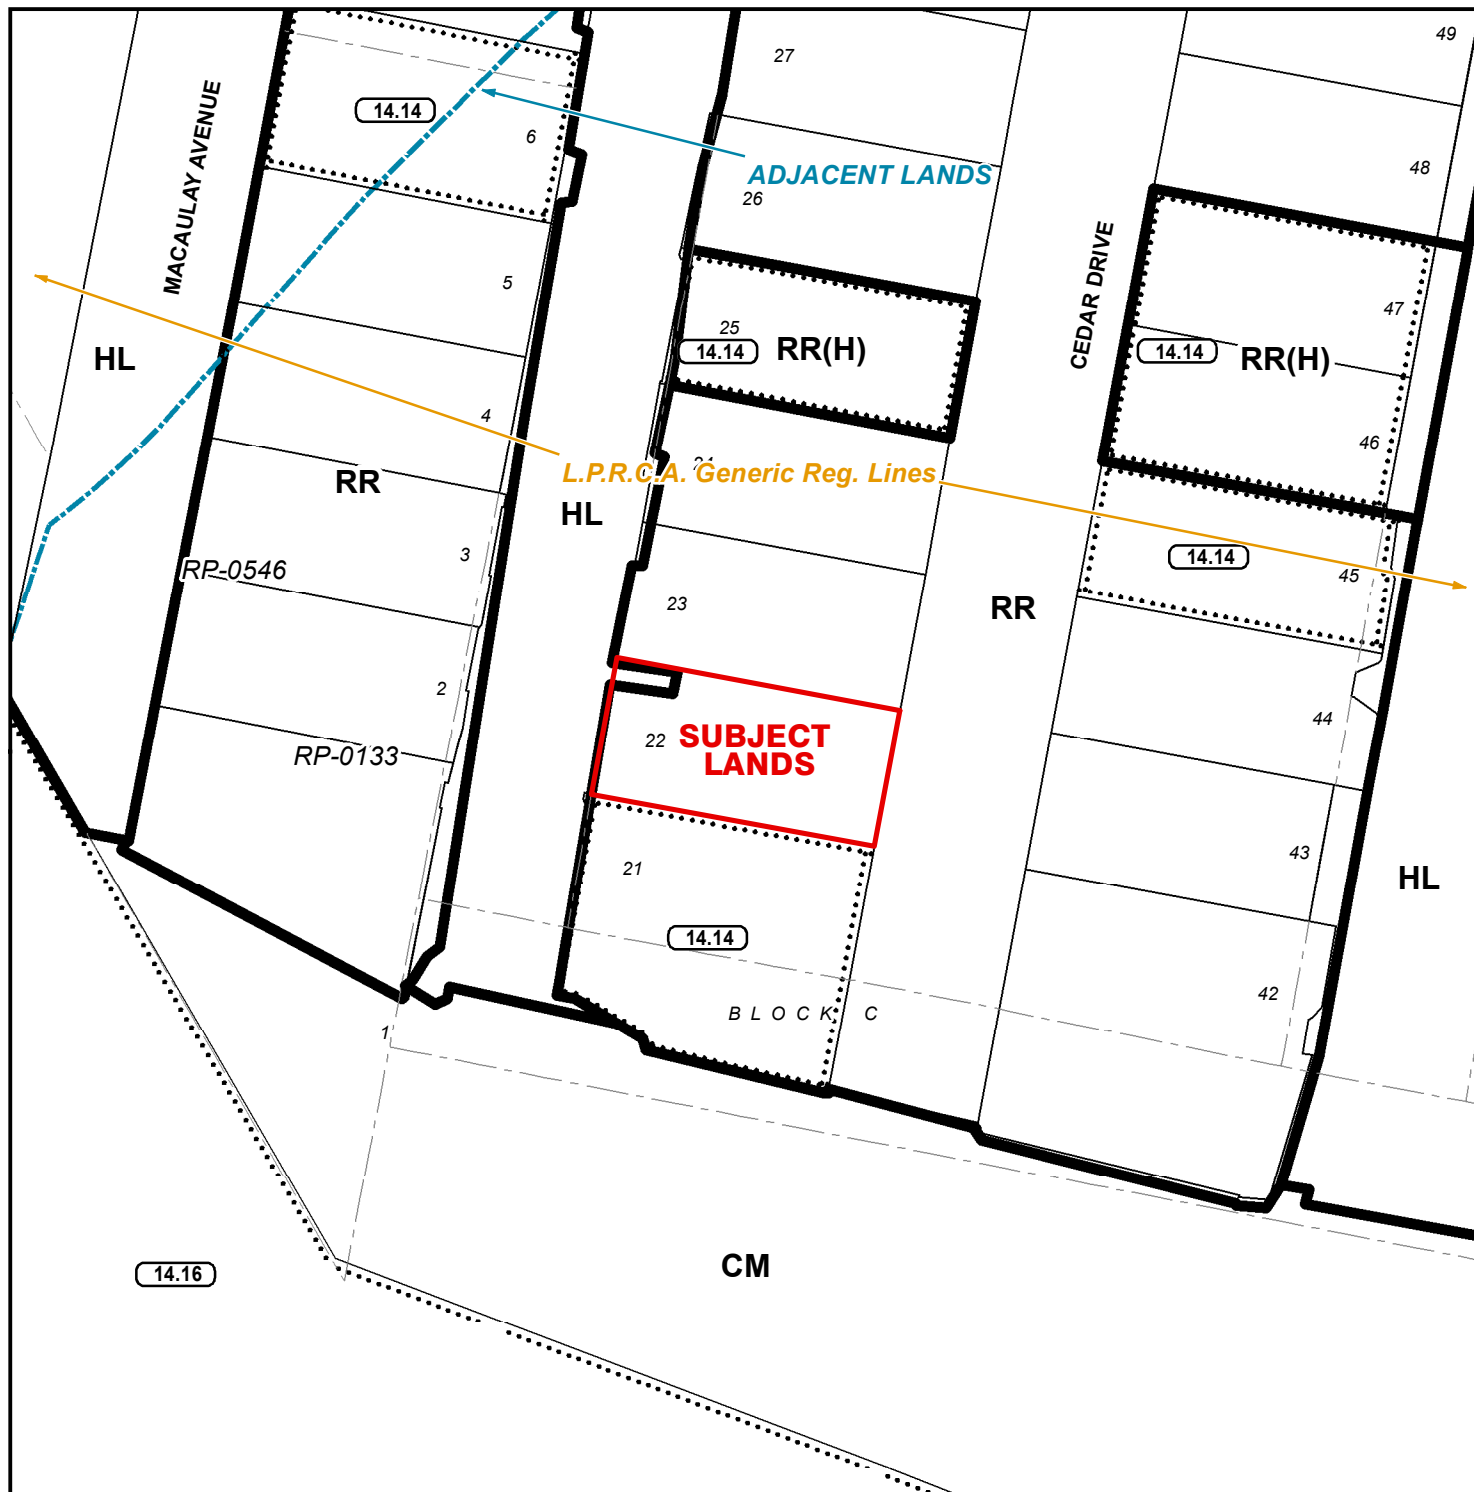 49
27
14.14
6
MACAULAY AVENUE
ADJACENT LANDS
48
26
CEDAR DRIVE
5
47
25
14.14
RR(H)
14.14
RR(H)
HL
4
46
24
L.P.R.C.A. Generic Reg. Lines
RR
HL
3
14.14
45
RP-0546
23
RR
2
44
22
SUBJECT
LANDS
RP-0133
43
21
HL
14.14
42
BLOCK C
1
CM
14.16